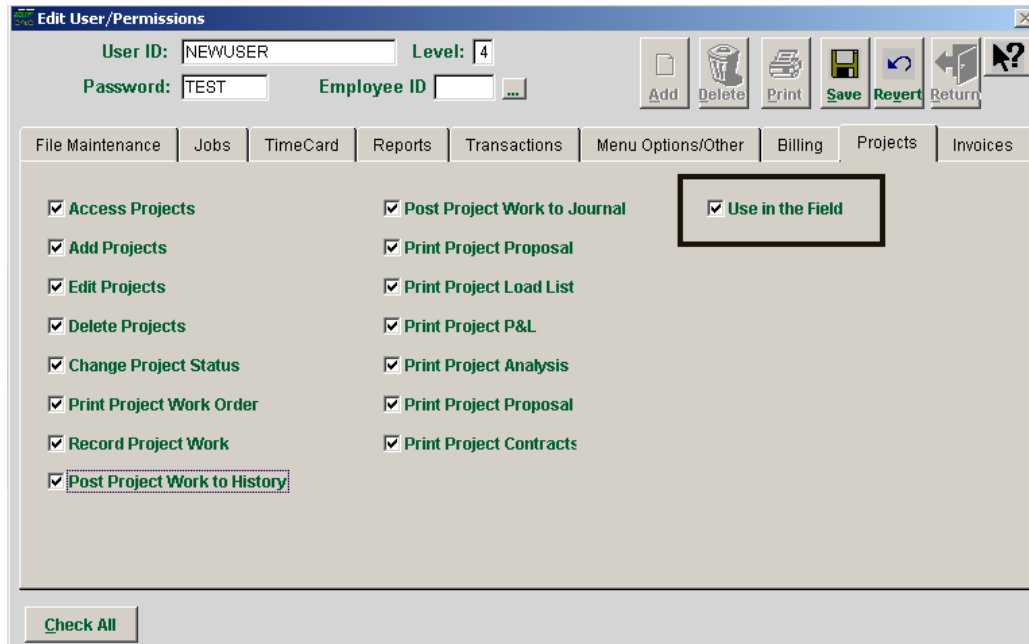 Edit User/Permissions
User ID: NEWUSER Level: 4
Password: TEST Employee ID ...
Add Delete Print Save Revert Return
File Maintenance Jobs TimeCard Reports Transactions Menu Options/Other Billing Projects Invoices
Access Projects Post Project Work to Journal Use in the Field
Add Projects Print Project Proposal
Edit Projects Print Project Load List
Delete Projects Print Project P&L
Change Project Status Print Project Analysis
Print Project Work Order Print Project Proposal
Record Project Work Print Project Contracts
Post Project Work to History
Check All